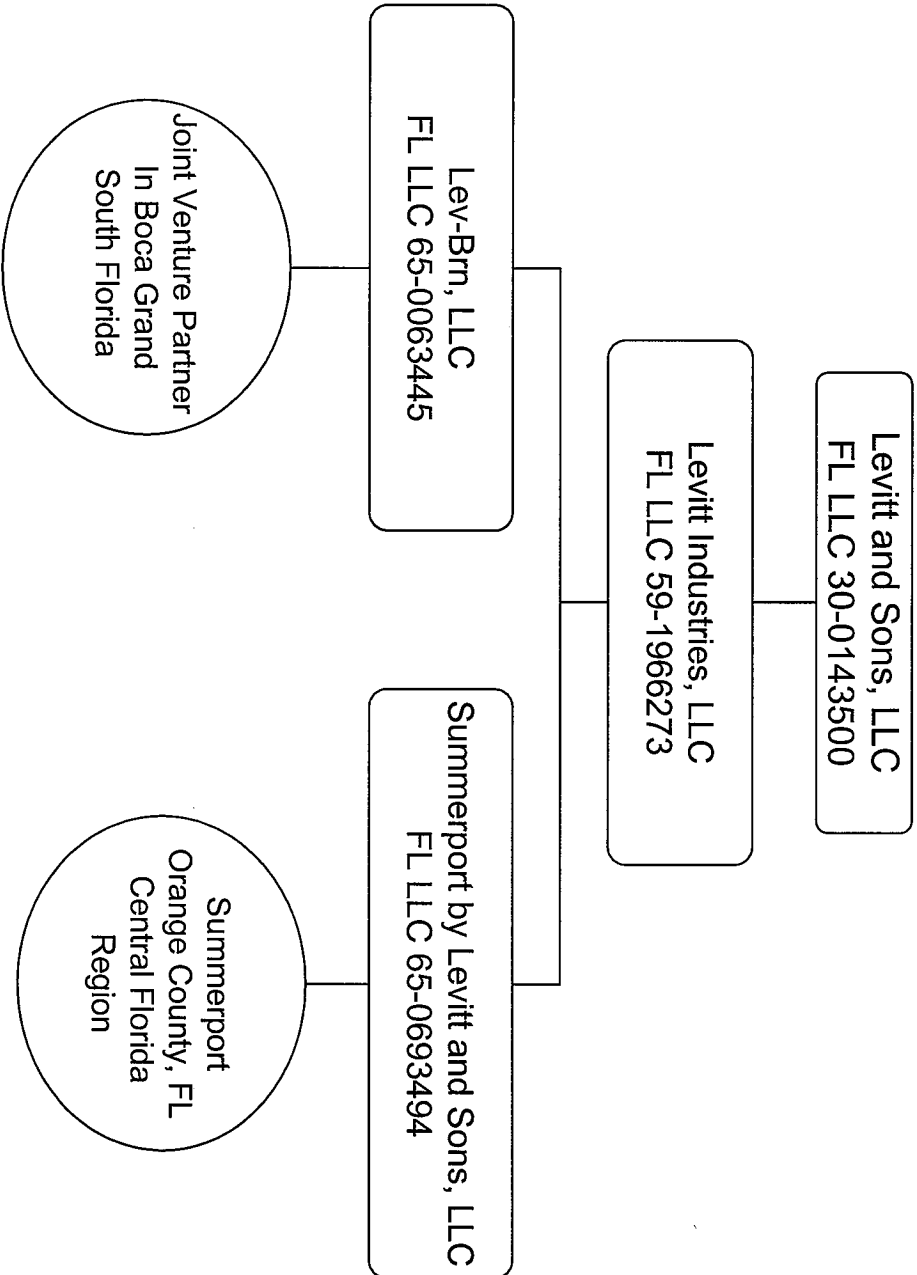 Levitt and Sons, LLC
FL LLC 30-0143500
Levitt Industries, LLC
FL LLC 59-1966273
Lev-Brn, LLC
FL LLC 65-0063445
Summerport by Levitt and Sons, LLC
FL LLC 65-0693494
Joint Venture Partner
In Boca Grand
South Florida
Summerport
Orange County, FL
Central Florida
Region